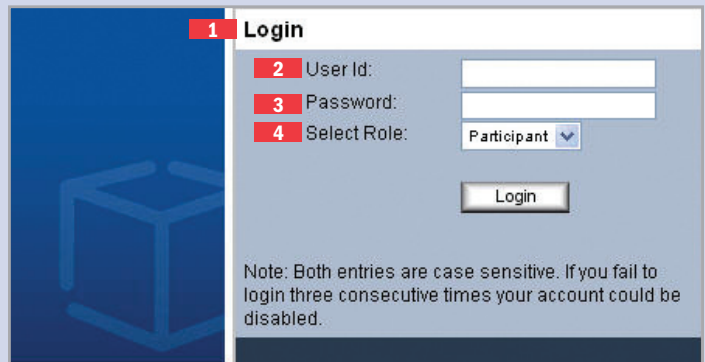 1 Login
2 User Id:
3 Password:
4 Select Role: Participant
Login
Note: Both entries are case sensitive. If you fail to
login three consecutive times your account could be
disabled.